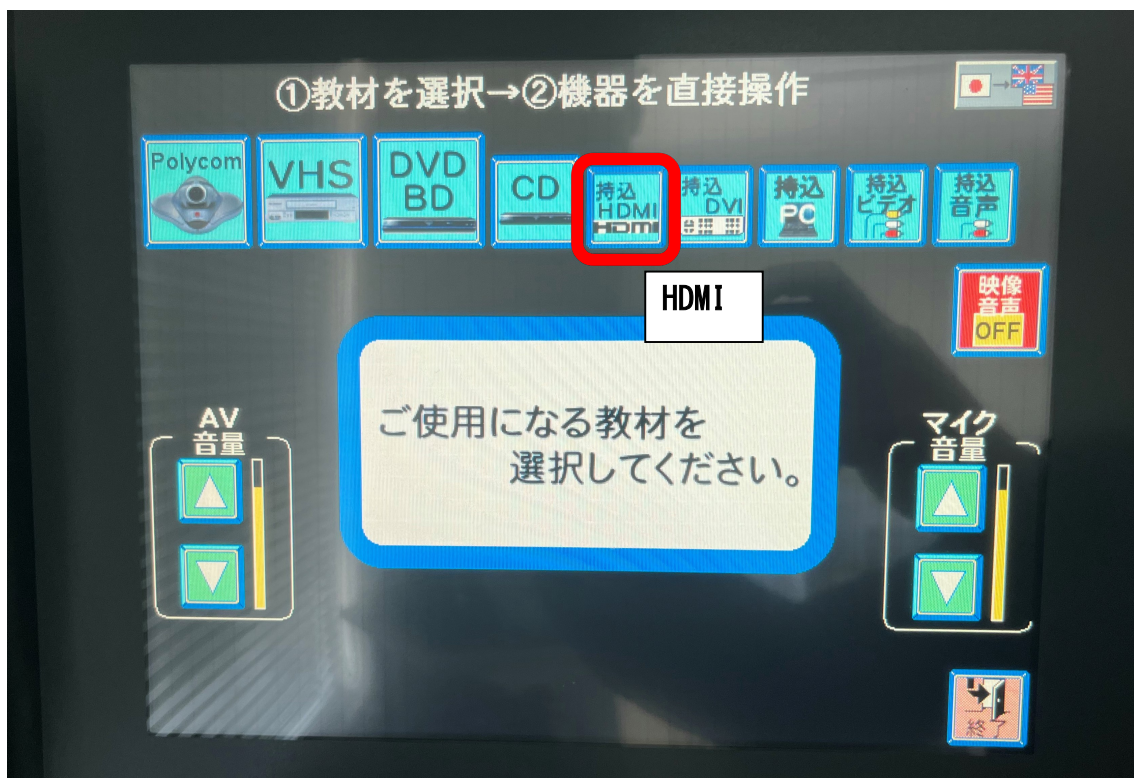 ①教材を選択→②機器を直接操作
Polycom
VHS
DVD
BD
CD
持込
HDMI
HDMI
持込
DVI
持込
PC
持込
ビデオ
持込
音声
HDMI
映像
音声
OFF
ご使用になる教材を
選択してください。
AV
音量
マイク
音量
終了